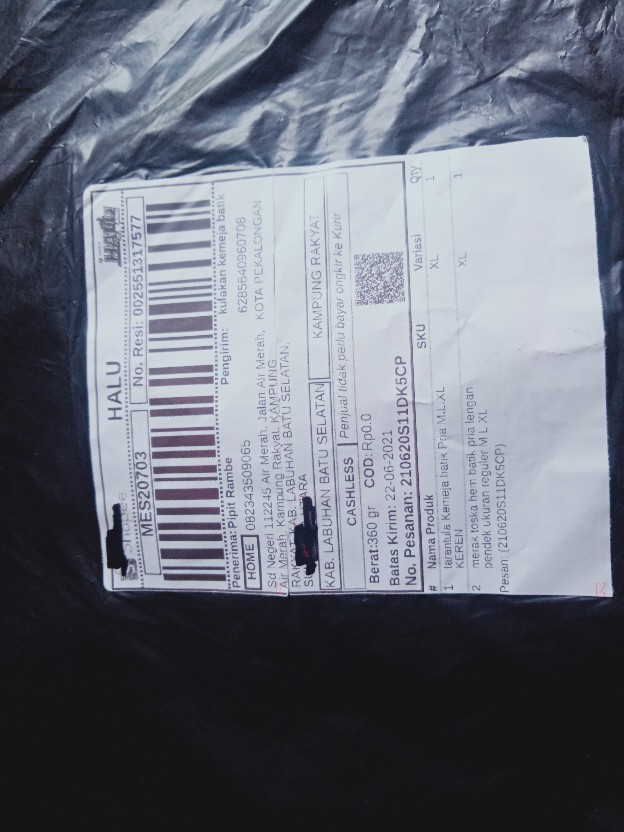 HALU
MES20703
No. Resi: 002551317577
Penerima: Pipit Rambe
HOME 082343509065
Sd Negeri 112245 Air Merah, Jalan Air Merah,
Air Merah, Kampung Rakyat, KAMPUNG
RAKYAT, KAB. LABUHAN BATU SELATAN,
Pengirim: kulakan kemeja batik
6285640960708
KOTA PEKALONGAN
KAB. LABUHAN BATU SELATAN
KAMPUNG RAKYAT
CASHLESS
Penjual tidak perlu bayar ongkir ke Kurir
Berat:360 gr COD: Rp0.0
Batas Kirim: 22-06-2021
No. Pesanan: 210620S11DK5CP
# Nama Produk SKU Variasi Qty
1 tarantula Kemeja batik Pria M.L.XL XL 1
KEREN
2 merak toska hem batik pria lengan XL 1
pendek ukuran reguler M L XL
Pesan: (210620S11DK5CP)